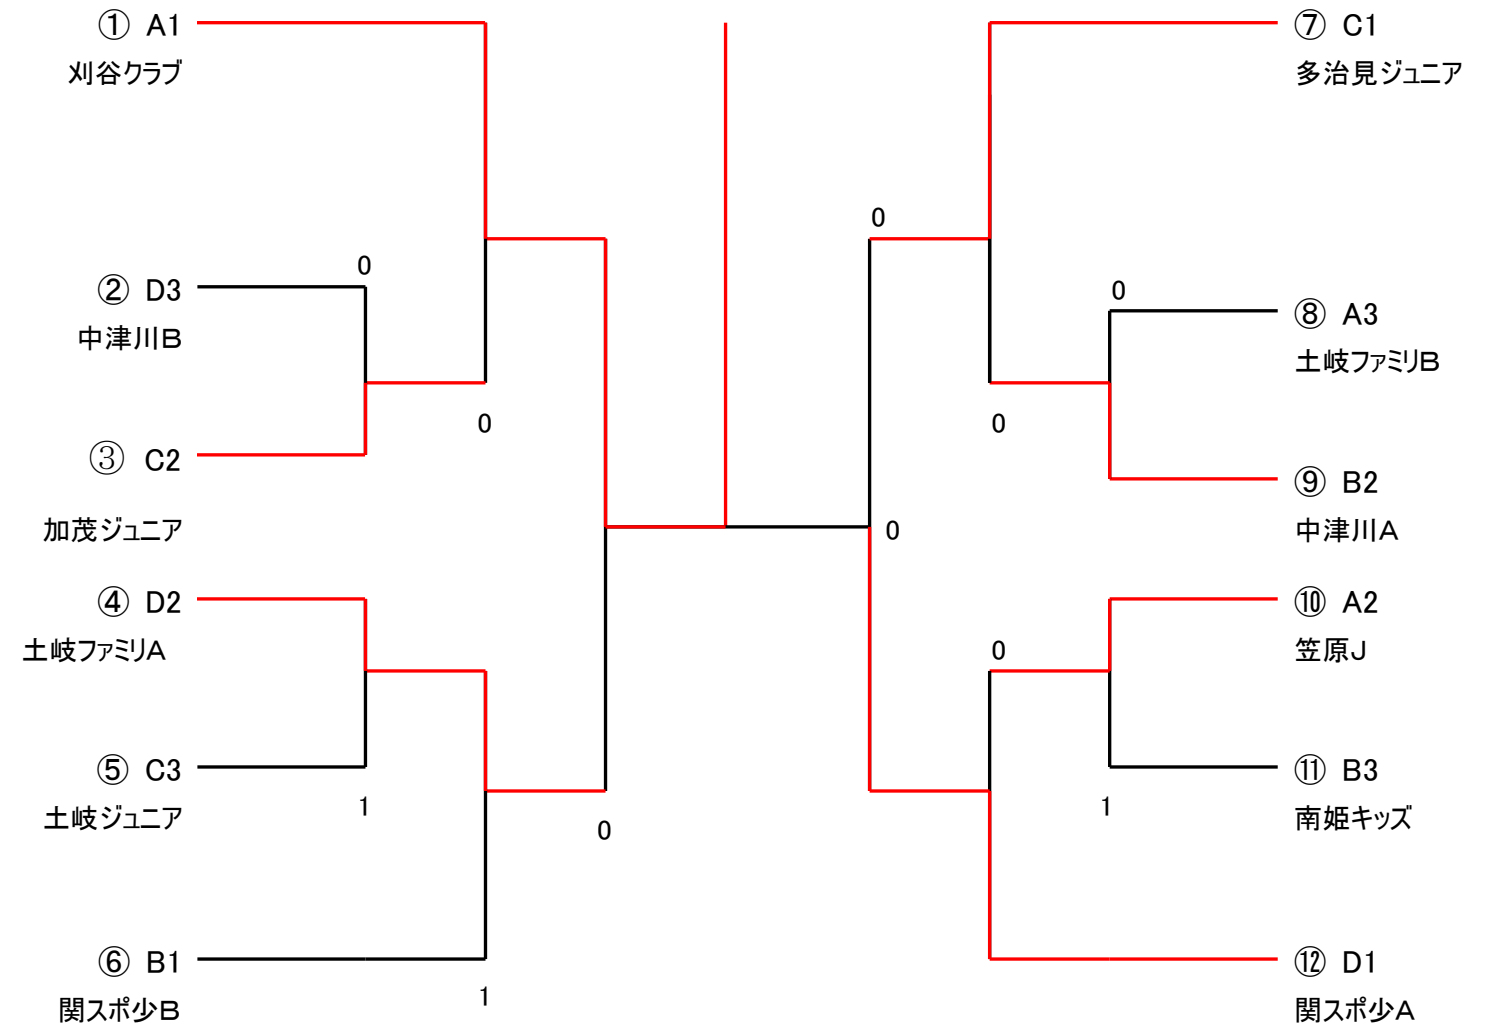 ① A1
刈谷クラブ
0
② D3
中津川B
③ C2
0
加茂ジュニア
④ D2
土岐ファミリA
⑤ C3
1
土岐ジュニア
0
⑥ B1
1
関スポ少B
⑦ C1
多治見ジュニア
0
0
⑧ A3
土岐ファミリB
0
⑨ B2
0
中津川A
⑩ A2
0
笠原J
⑪ B3
1
南姫キッズ
⑫ D1
関スポ少A